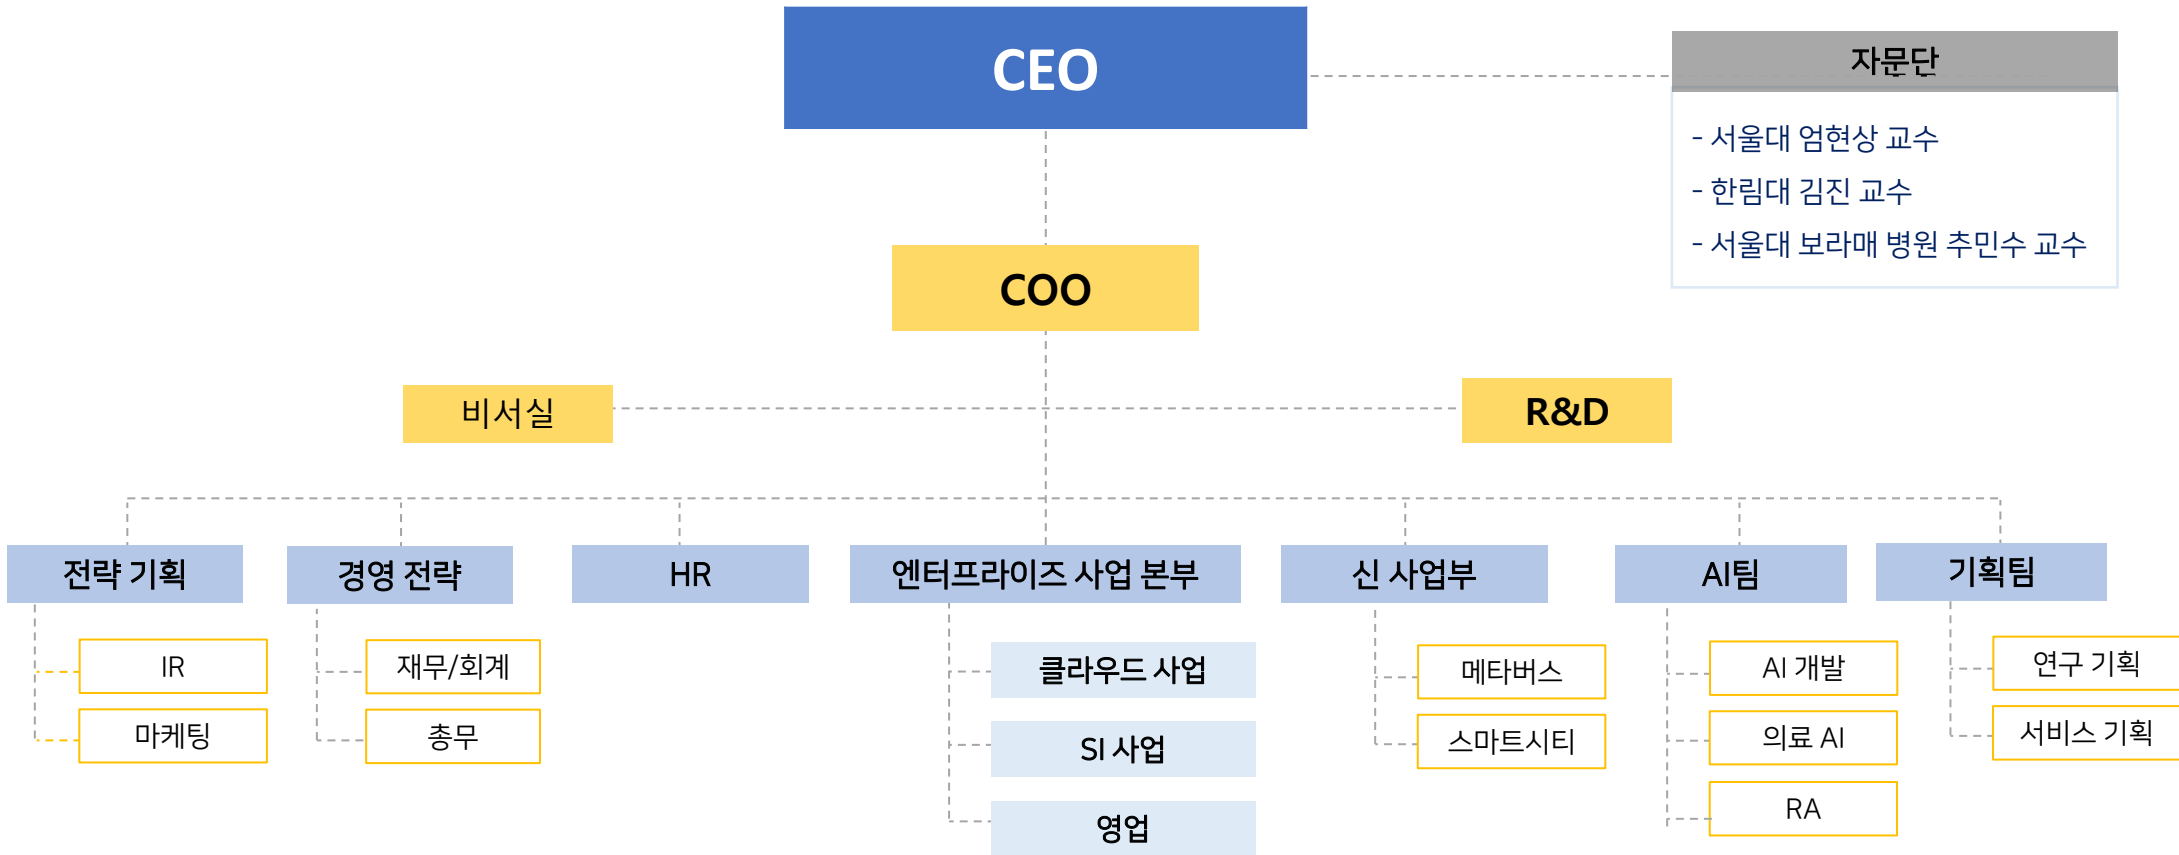 CEO
자문단
- 서울대 엄현상 교수
- 한림대 김진 교수
- 서울대 보라매 병원 추민수 교수
COO
비서실
R&D
전략 기획
경영 전략
HR
엔터프라이즈 사업 본부
신 사업부
AI팀
기획팀
IR
마케팅
재무/회계
총무
클라우드 사업
SI 사업
영업
메타버스
스마트시티
AI 개발
의료 AI
RA
연구 기획
서비스 기획